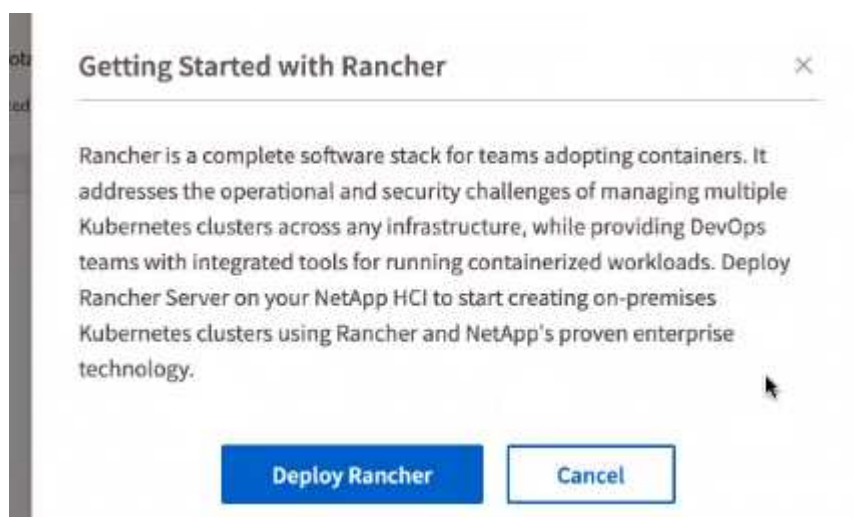 Getting Started with Rancher
Rancher is a complete software stack for teams adopting containers. It
addresses the operational and security challenges of managing multiple
Kubernetes clusters across any infrastructure, while providing DevOps
teams with integrated tools for running containerized workloads. Deploy
Rancher Server on your NetApp HCI to start creating on-premises
Kubernetes clusters using Rancher and NetApp's proven enterprise
technology.
Deploy Rancher Cancel